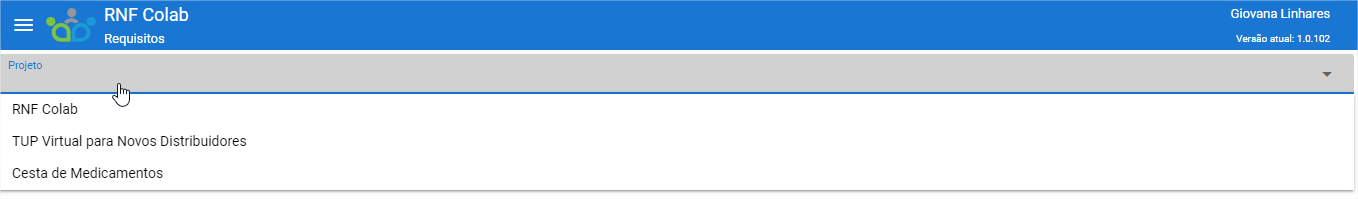 RNF Colab
Requisitos
Giovana Linhares
Versão atual: 1.0.102
Projeto
RNF Colab
TUP Virtual para Novos Distribuidores
Cesta de Medicamentos